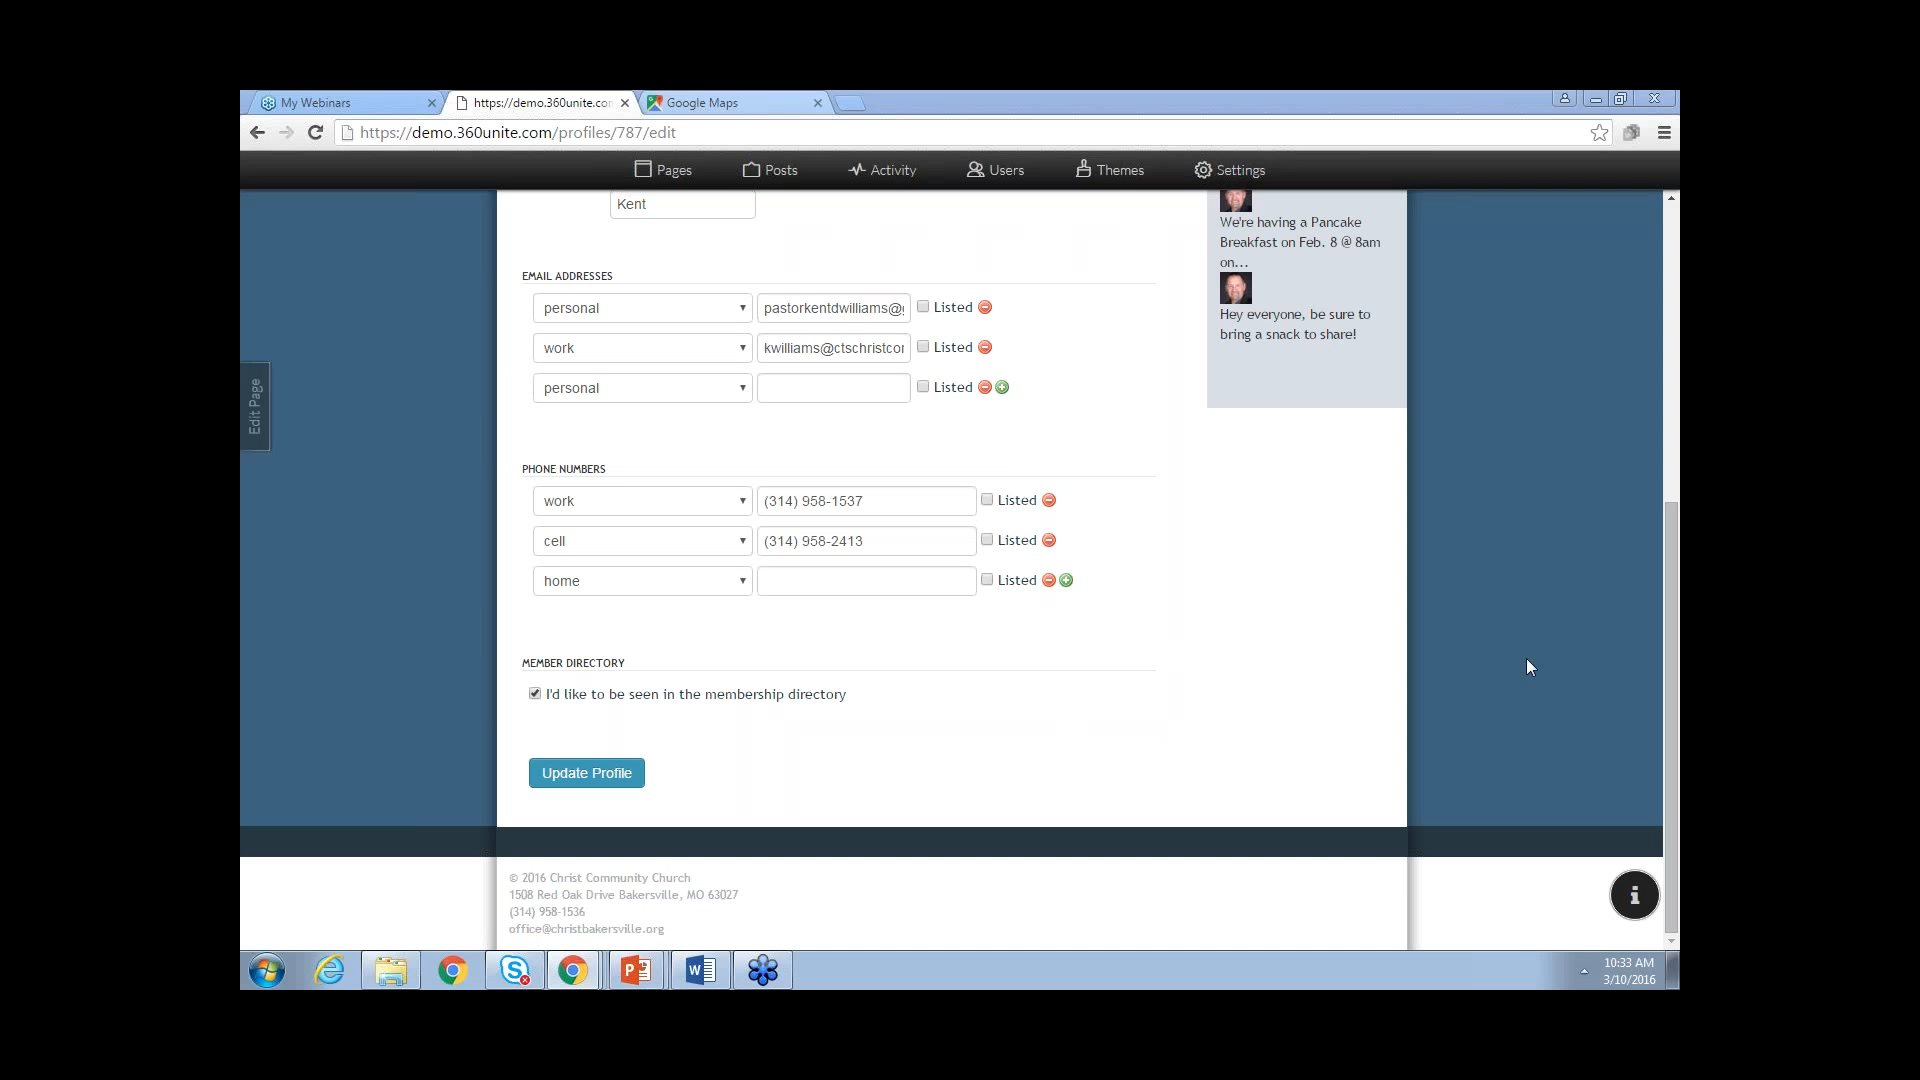 My Webinars
https://demo.360unite.com
Google Maps
https://demo.360unite.com/profiles/787/edit
Pages
Posts
Activity
Users
Themes
Settings
Kent
We're having a Pancake
Breakfast on Feb. 8 @ 8am
on...
Hey everyone, be sure to
bring a snack to share!
Edit Page
EMAIL ADDRESSES
personal pastorkentdwilliams@g Listed
work kwilliams@ctschristcor Listed
personal Listed
PHONE NUMBERS
work (314) 958-1537 Listed
cell (314) 958-2413 Listed
home Listed
MEMBER DIRECTORY
I'd like to be seen in the membership directory
Update Profile
© 2016 Christ Community Church
1508 Red Oak Drive Bakersville, MO 63027
(314) 958-1536
office@christbakersville.org
10:33 AM
3/10/2016